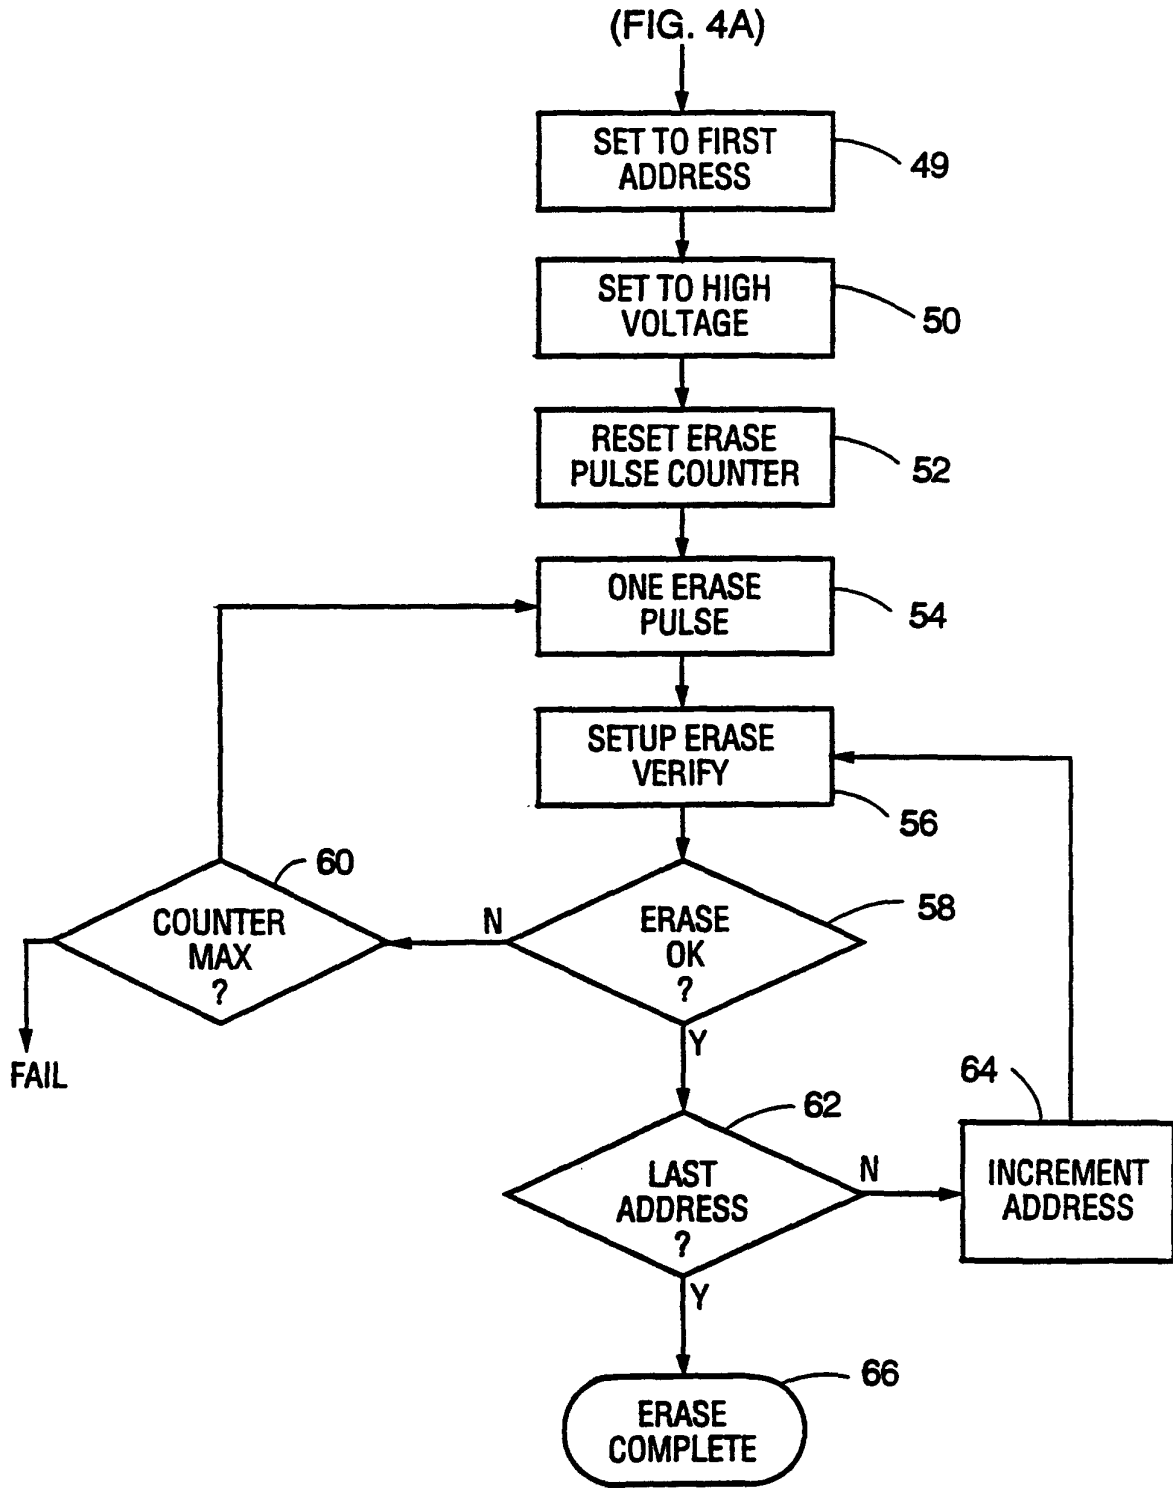 (FIG. 4A)
SET TO FIRST
ADDRESS
49
SET TO HIGH
VOLTAGE
50
RESET ERASE
PULSE COUNTER
52
ONE ERASE
PULSE
54
SETUP ERASE
VERIFY
56
60
COUNTER
MAX
?
N
ERASE
OK
?
58
Y
FAIL
62
LAST
ADDRESS
?
N
64
INCREMENT
ADDRESS
Y
66
ERASE
COMPLETE